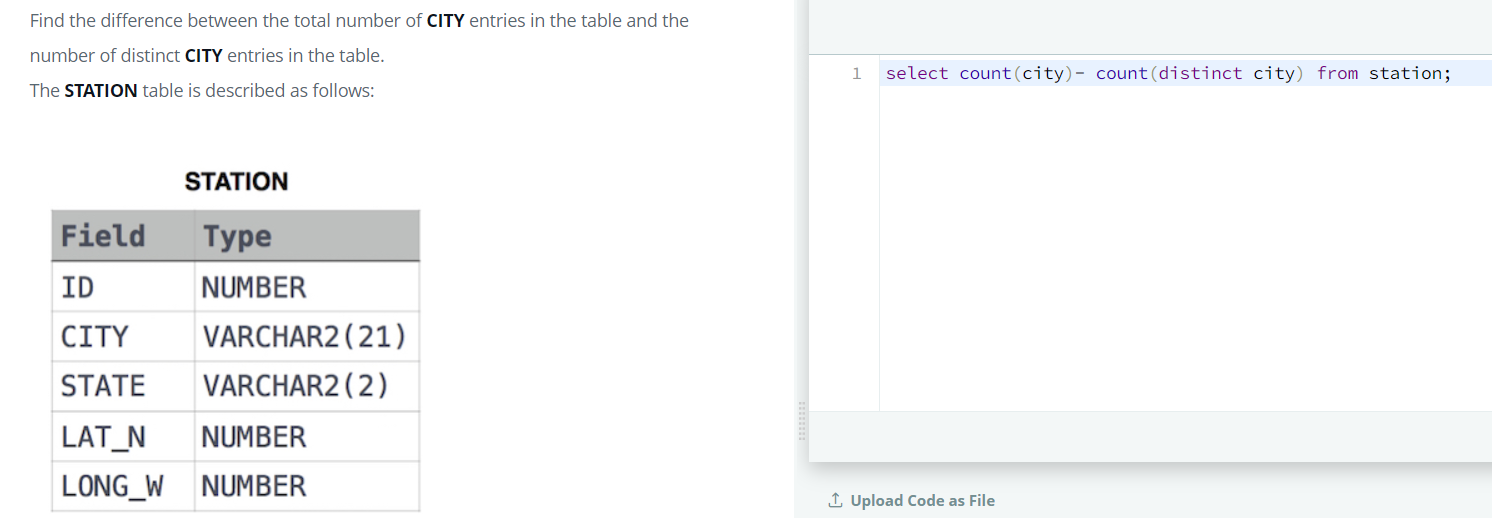 Find the difference between the total number of CITY entries in the table and the
number of distinct CITY entries in the table.
The STATION table is described as follows:
STATION
Field Type
ID NUMBER
CITY VARCHAR2(21)
STATE VARCHAR2(2)
LAT_N NUMBER
LONG_W NUMBER
1 select count(city)- count(distinct city) from station;
Upload Code as File